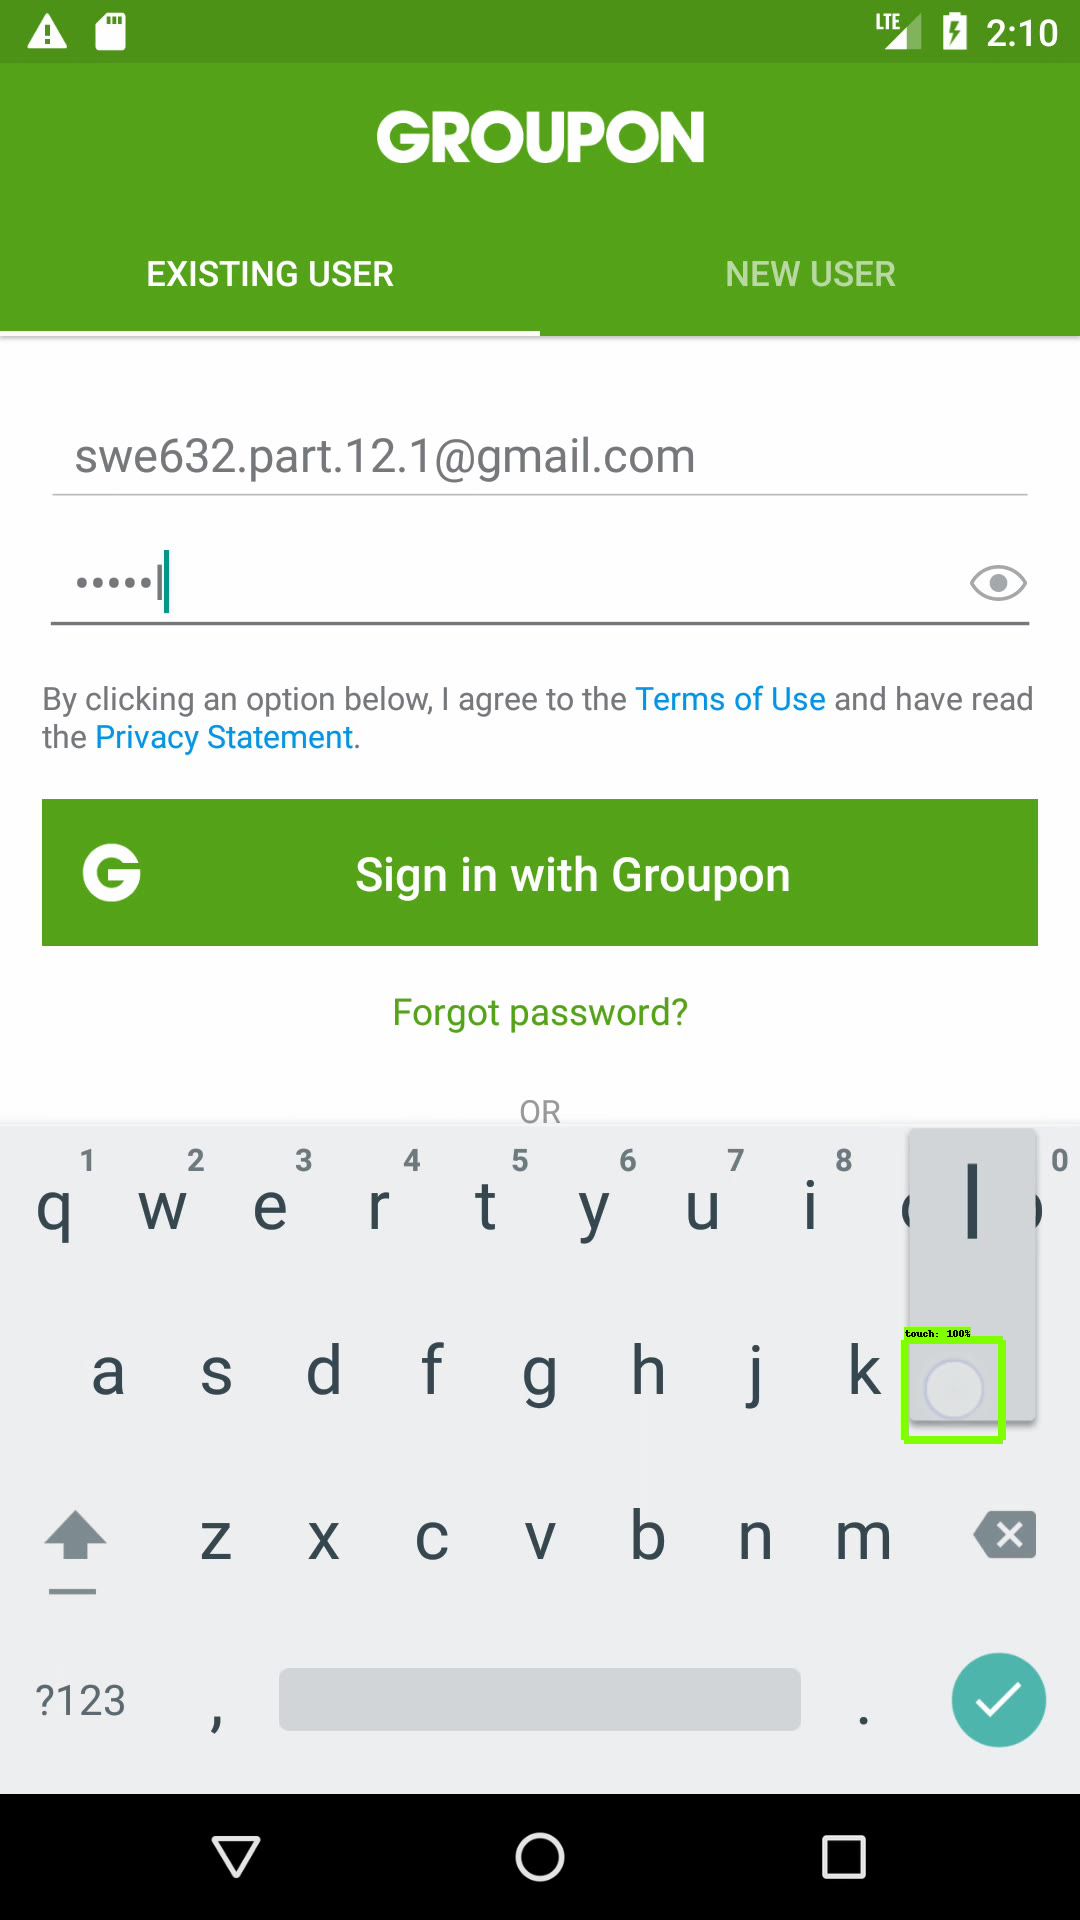 LTE 2:10
GROUPON
EXISTING USER NEW USER
swe632.part.12.1@gmail.com
•••••l
By clicking an option below, I agree to the Terms of Use and have read
the Privacy Statement.
G Sign in with Groupon
Forgot password?
OR
1 2 3 4 5 6 7 8 0
q w e r t y u i l
touch: 100%
a s d f g h j k
z x c v b n m
?123 , .